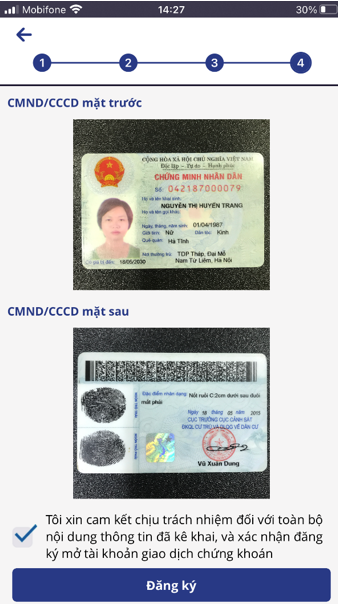 Mobifone 14:27 30%
1 2 3 4
CMND/CCCD mặt trước
CỘNG HÒA XÃ HỘI CHỦ NGHĨA VIỆT NAM
Độc lập - Tự do - Hạnh phúc
CHỨNG MINH NHÂN DÂN
Số: 042187000079
Họ và tên khai sinh:
NGUYỄN THỊ HUYỀN TRANG
Họ và tên gọi khác:
Ngày, tháng, năm sinh: 01/04/1987
Giới tính: Nữ Dân tộc: Kinh
Quê quán: Hà Tĩnh
Nơi thường trú: TDP Tháp, Đại Mỗ
Nam Từ Liêm, Hà Nội
Có giá trị đến: 18/05/2030
CMND/CCCD mặt sau
Đặc điểm nhận dạng: Nốt ruồi C:2cm dưới sau đuôi
mắt phải
Ngày 18 tháng 05 năm 2015
CỤC TRƯỞNG CỤC CẢNH SÁT
ĐKQL CƯ TRÚ VÀ DLQG VỀ DÂN CƯ
Vũ Xuân Dung
Tôi xin cam kết chịu trách nhiệm đối với toàn bộ
nội dung thông tin đã kê khai, và xác nhận đăng
ký mở tài khoản giao dịch chứng khoán
Đăng ký